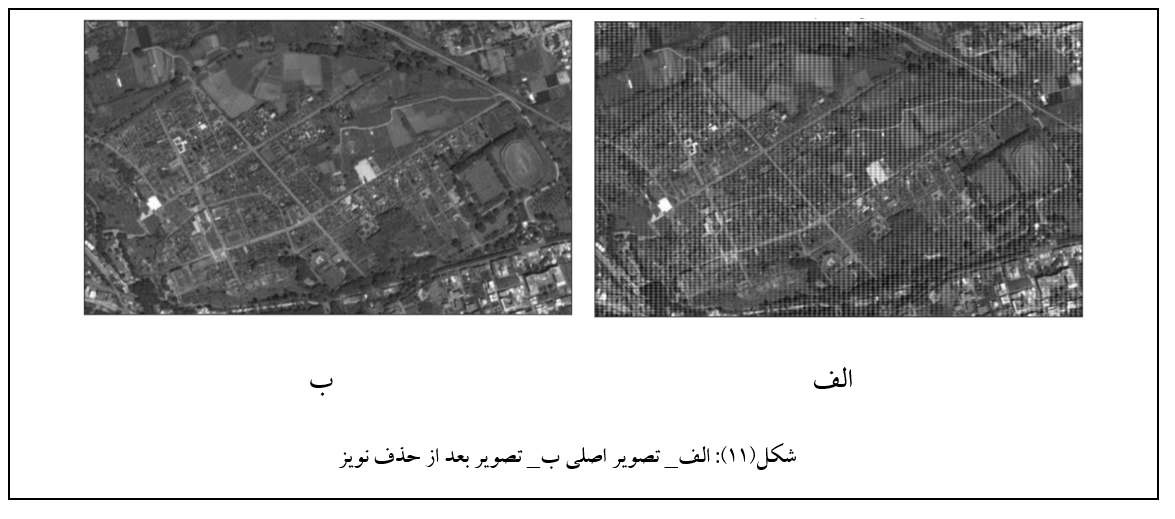 الف
ب
شکل(۱۱): الف_ تصویر اصلی ب_ تصویر بعد از حذف نویز